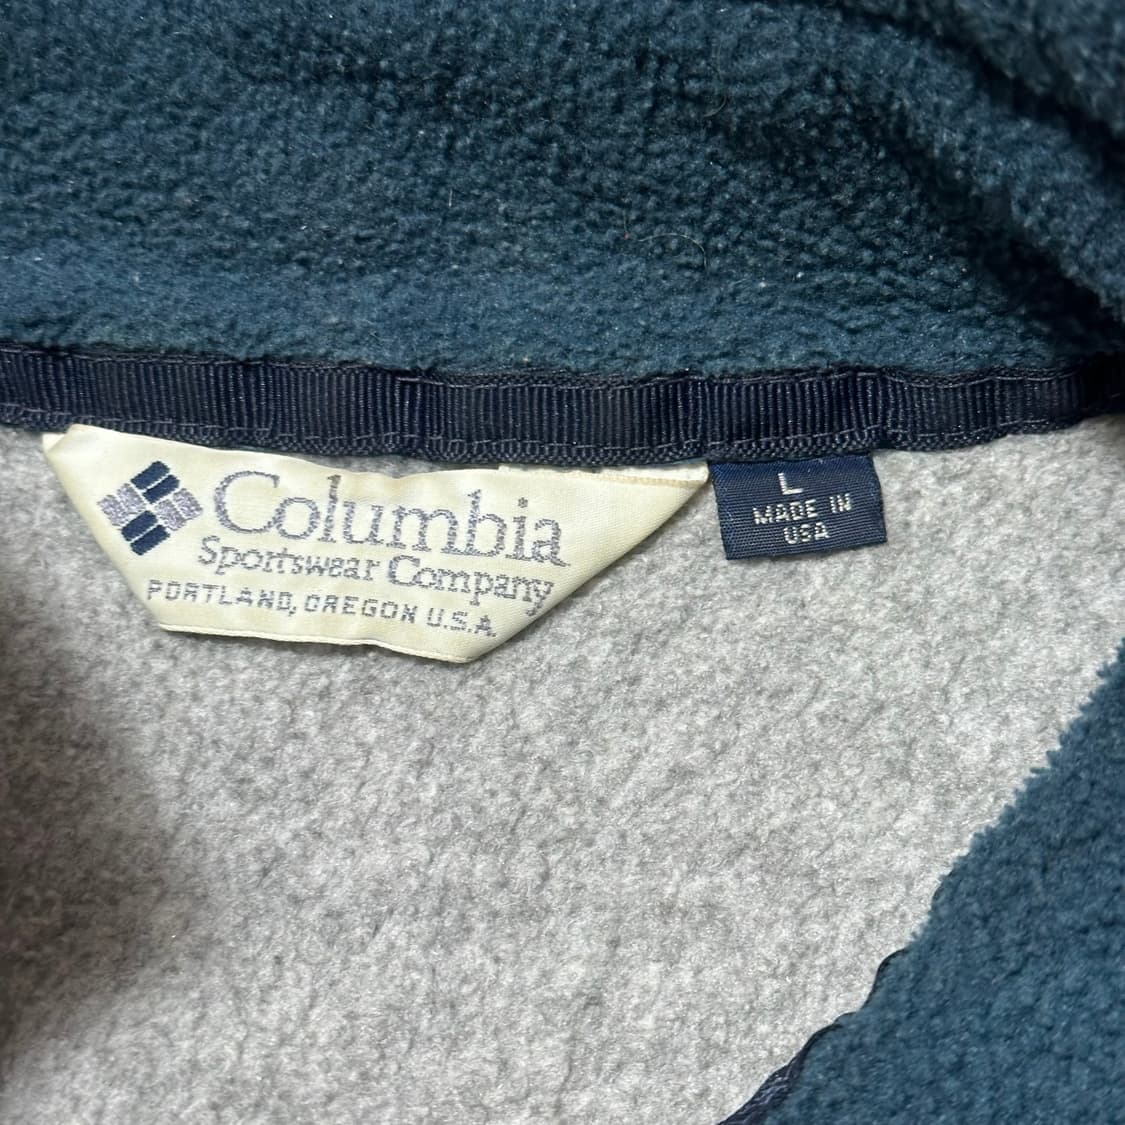 Columbia
Sportswear Company
PORTLAND, OREGON U.S.A.
L
MADE IN
USA